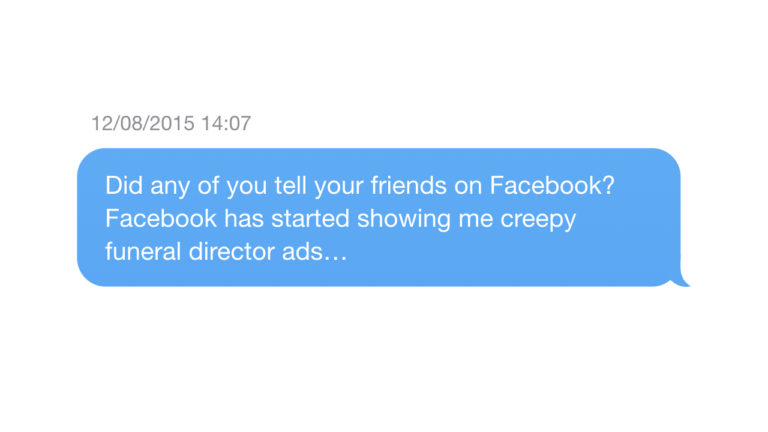 12/08/2015 14:07
Did any of you tell your friends on Facebook?
Facebook has started showing me creepy
funeral director ads…